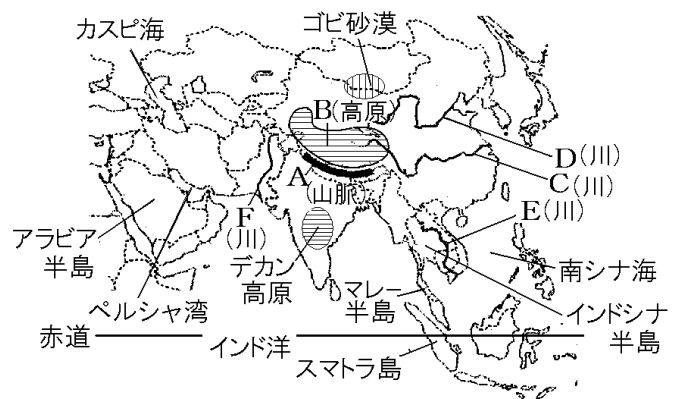 カスピ海
ゴビ砂漠
B(高原)
D(川)
C(川)
A(山脈)
F(川)
E(川)
アラビア
半島
デカン
高原
マレー
半島
南シナ海
ペルシャ湾
インドシナ
半島
赤道
インド洋
スマトラ島